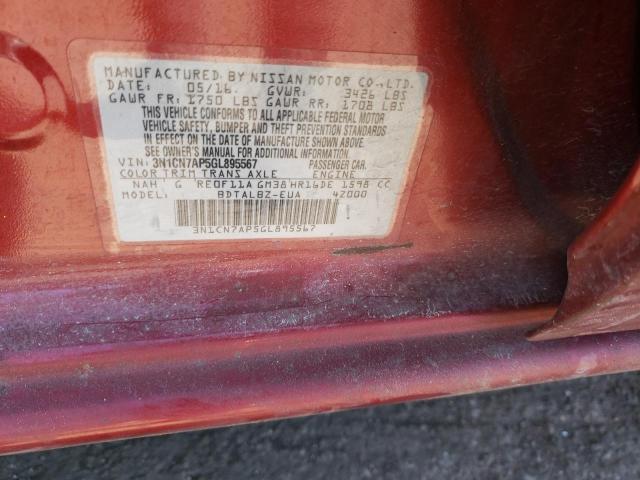 MANUFACTURED BY NISSAN MOTOR CO.,LTD.
DATE: 05/16. GVWR: 3426 LBS
GAWR FR: 1750 LBS GAWR RR: 1708 LBS
THIS VEHICLE CONFORMS TO ALL APPLICABLE FEDERAL MOTOR
VEHICLE SAFETY, BUMPER AND THEFT PREVENTION STANDARDS
IN EFFECT ON THE DATE OF MANUFACTURE SHOWN ABOVE.
SEE OWNER'S MANUAL FOR ADDITIONAL INFORMATION
VIN: 3N1CN7AP5GL895567 PASSENGER CAR.
COLOR TRIM TRANS AXLE ENGINE
NAH G RE0F11A GM38 HR16DE 1598 CC
MODEL: BDTALBZ-EUA 42000
3N1CN7AP5GL895567